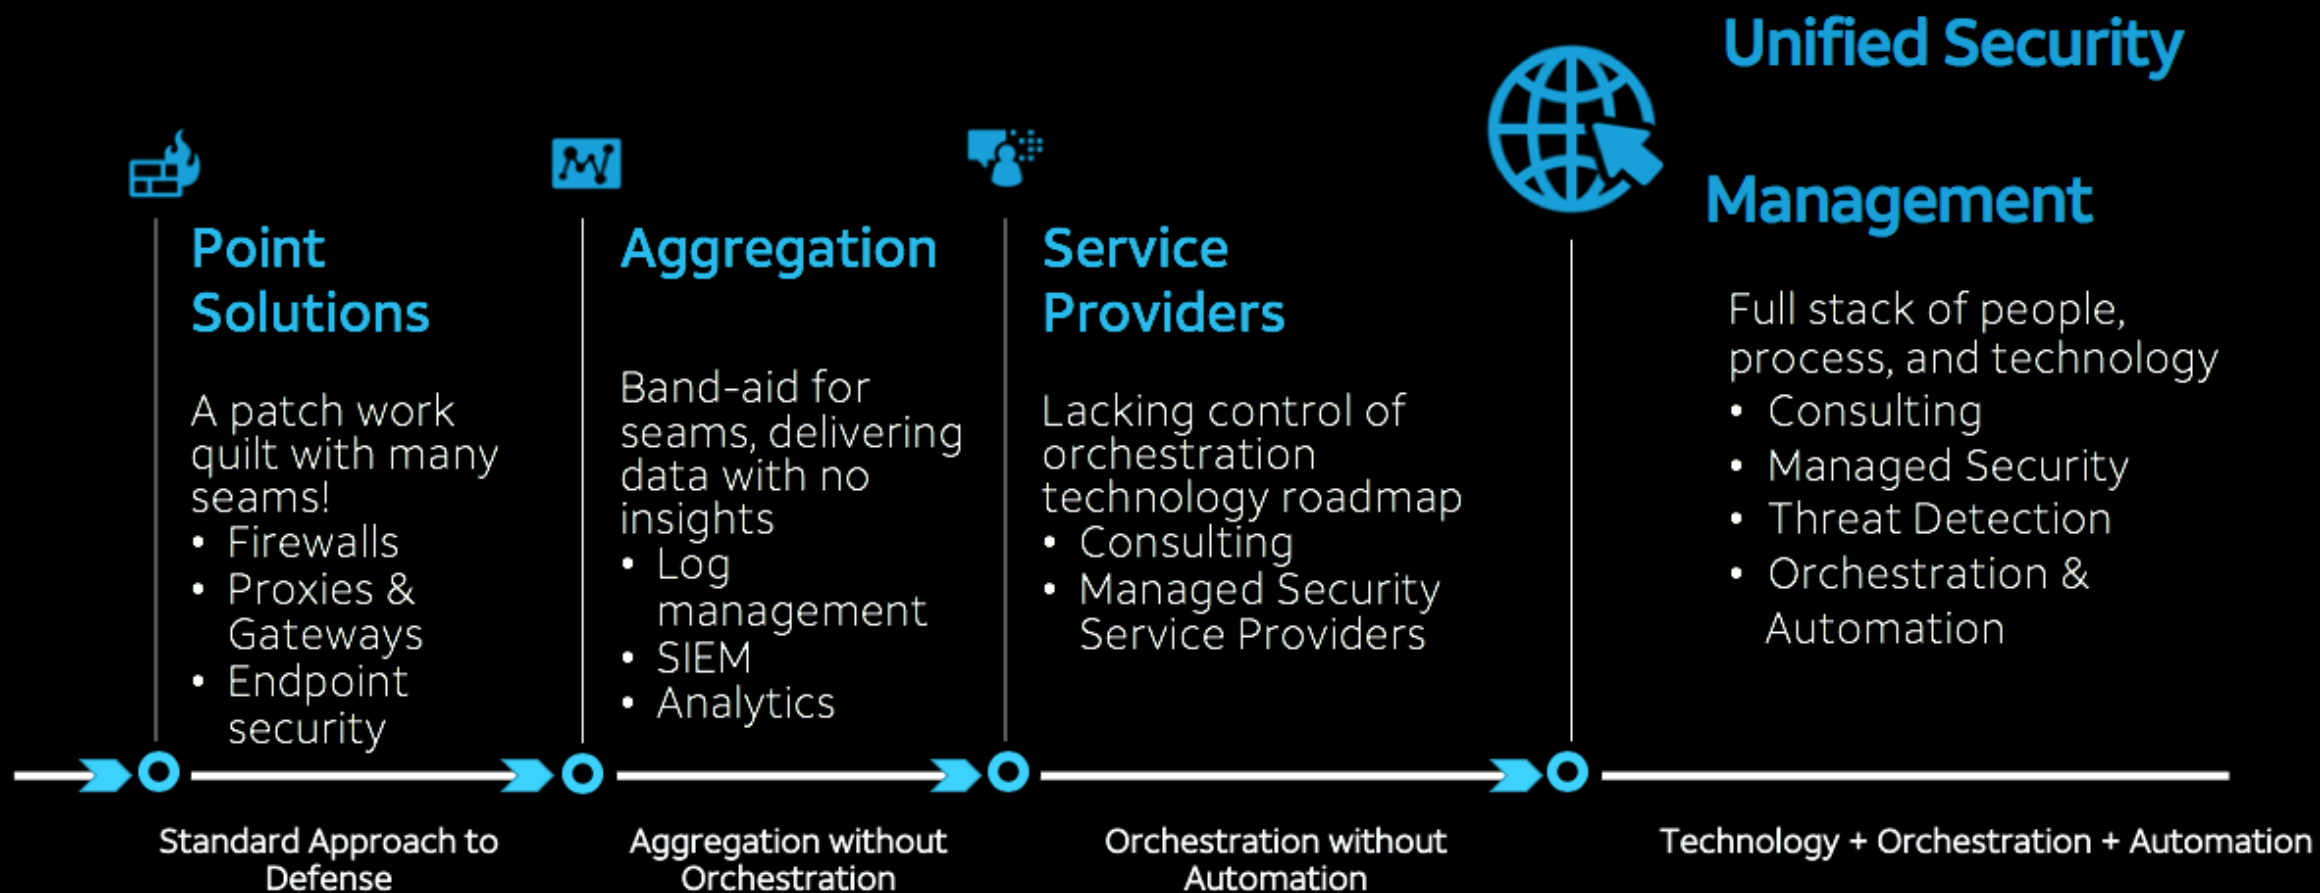 Point
Solutions
A patch work
quilt with many
seams!
• Firewalls
• Proxies &
Gateways
• Endpoint
security
Standard Approach to
Defense
Aggregation
Band-aid for
seams, delivering
data with no
insights
• Log
management
• SIEM
• Analytics
Aggregation without
Orchestration
Service
Providers
Lacking control of
orchestration
technology roadmap
• Consulting
• Managed Security
Service Providers
Orchestration without
Automation
Unified Security
Management
Full stack of people,
process, and technology
• Consulting
• Managed Security
• Threat Detection
• Orchestration &
Automation
Technology + Orchestration + Automation